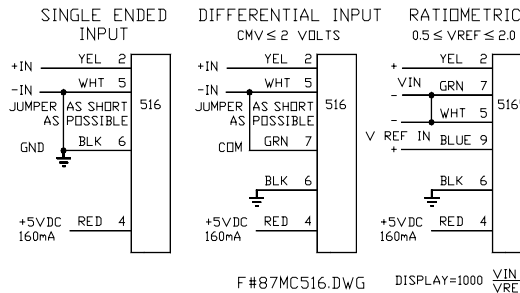 SINGLE ENDED
INPUT
YEL 2
+IN
WHT 5
-IN
JUMPER AS SHORT
AS POSSIBLE
516
BLK 6
GND
+5VDC
160mA
RED 4
DIFFERENTIAL INPUT
CMV ≤ 2 VOLTS
YEL 2
+IN
WHT 5
-IN
JUMPER AS SHORT
AS POSSIBLE
516
GRN 7
COM
BLK 6
+5VDC
160mA
RED 4
F#87MC516.DWG
RATIOMETRIC
0.5 ≤ VREF ≤ 2.0
YEL 2
+
VIN
GRN 7
-
516
WHT 5
-
V REF IN
BLUE 9
+
BLK 6
+5VDC
160mA
RED 4
DISPLAY=1000 VIN
VRE